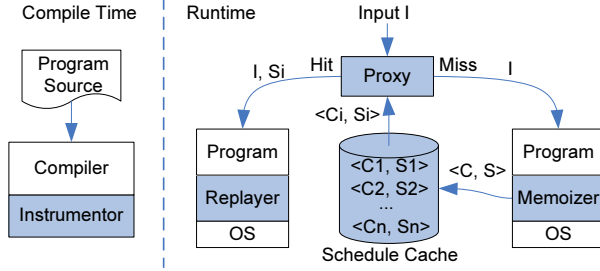 Compile Time
Runtime
Input I
Program
Source
I, Si
Hit
Proxy
Miss
I
<Ci, Si>
Compiler
Instrumentor
Program
Replayer
OS
<C1, S1>
<C2, S2>
...
<Cn, Sn>
Schedule Cache
<C, S>
Program
Memoizer
OS